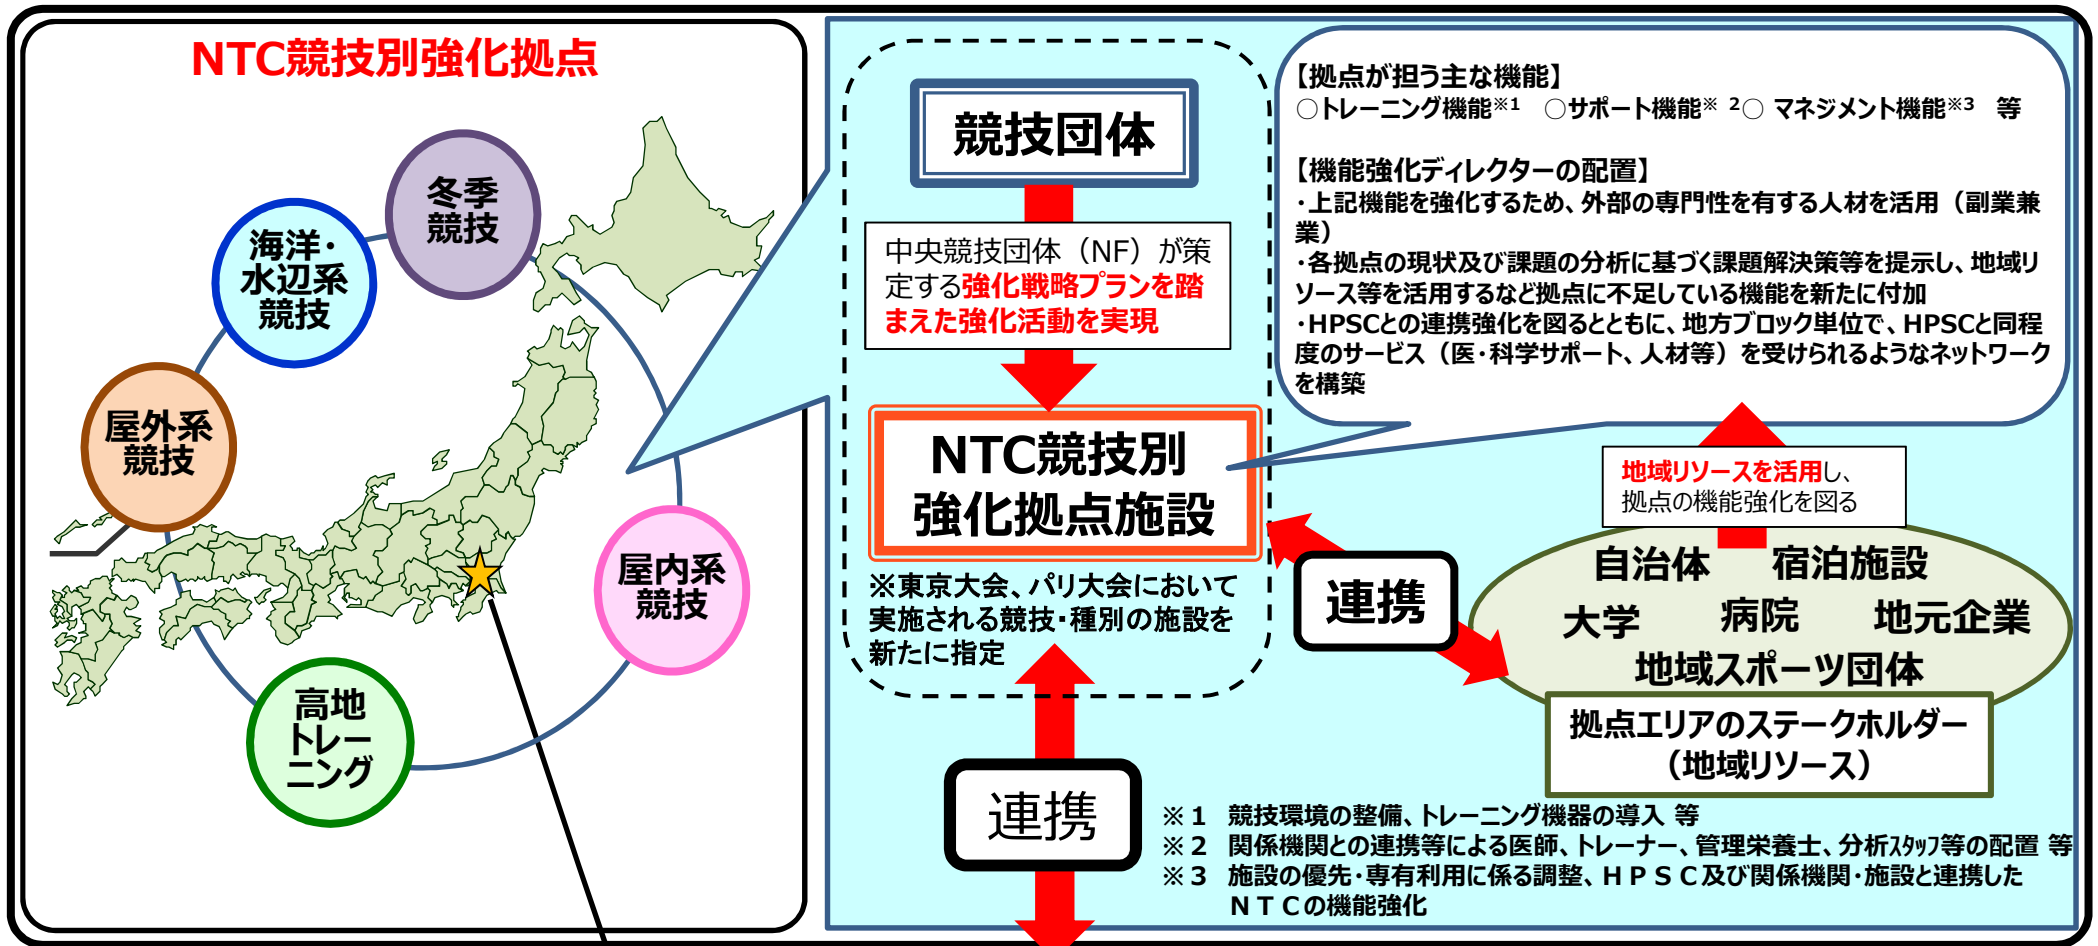 NTC競技別強化拠点
冬季
競技
海洋・
水辺系
競技
屋外系
競技
屋内系
競技
高地
トレー
ニング
競技団体
中央競技団体（NF）が策
定する強化戦略プランを踏
まえた強化活動を実現
NTC競技別
強化拠点施設
※東京大会、パリ大会において
実施される競技・種別の施設を
新たに指定
連携
【拠点が担う主な機能】
○トレーニング機能※1　○サポート機能※ 2○ マネジメント機能※3　等
【機能強化ディレクターの配置】
・上記機能を強化するため、外部の専門性を有する人材を活用（副業兼
業）
・各拠点の現状及び課題の分析に基づく課題解決策等を提示し、地域リ
ソース等を活用するなど拠点に不足している機能を新たに付加
・HPSCとの連携強化を図るとともに、地方ブロック単位で、HPSCと同程
度のサービス（医・科学サポート、人材等）を受けられるようなネットワーク
を構築
地域リソースを活用し、
拠点の機能強化を図る
連携
自治体　宿泊施設
大学　病院　地元企業
地域スポーツ団体
拠点エリアのステークホルダー
（地域リソース）
※１　競技環境の整備、トレーニング機器の導入 等
※２　関係機関との連携等による医師、トレーナー、管理栄養士、分析ｽﾀｯﾌ等の配置 等
※３　施設の優先・専有利用に係る調整、ＨＰＳＣ及び関係機関・施設と連携した
ＮＴＣの機能強化